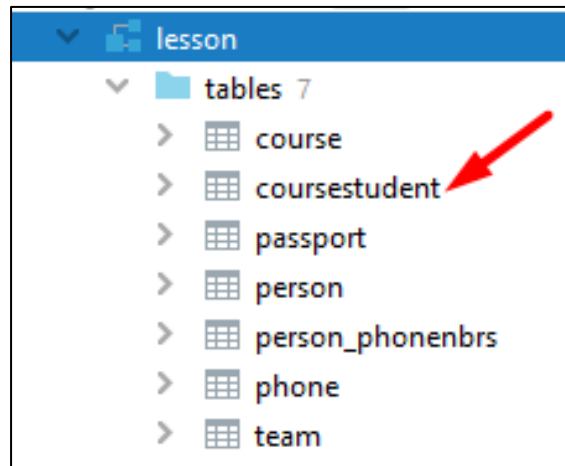 lesson
tables 7
course
coursestudent
passport
person
person_phonenbrs
phone
team